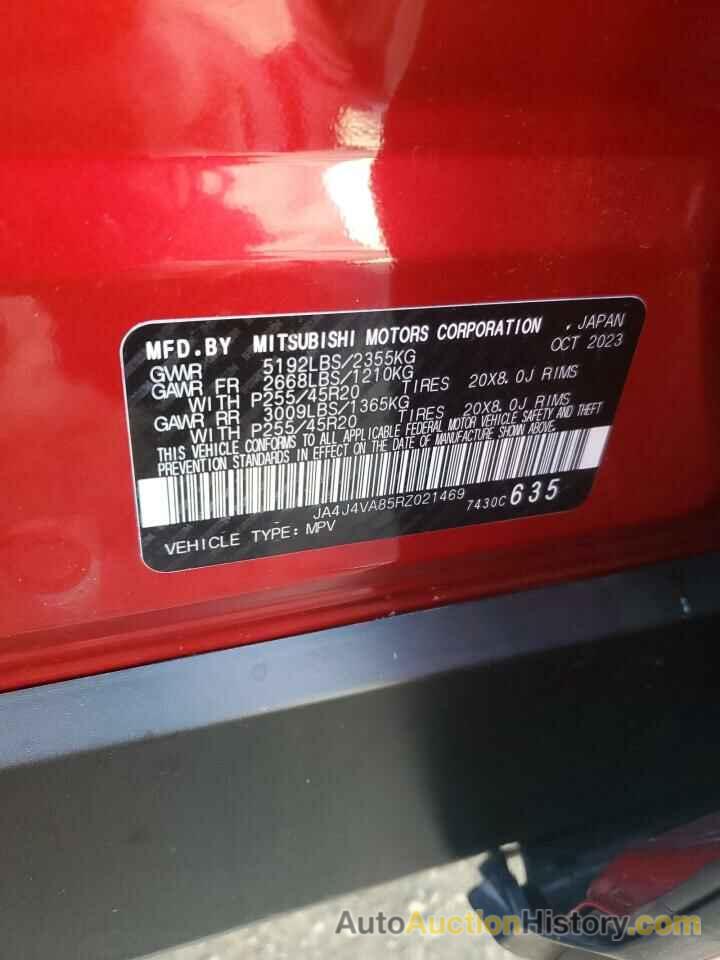 MFD.BY MITSUBISHI MOTORS CORPORATION , JAPAN
GVWR 5192LBS/2355KG OCT 2023
GAWR FR 2668LBS/1210KG
WITH P255/45R20 TIRES 20X8.0J RIMS
GAWR RR 3009LBS/1365KG
WITH P255/45R20 TIRES 20X8.0J RIMS
THIS VEHICLE CONFORMS TO ALL APPLICABLE FEDERAL MOTOR VEHICLE SAFETY AND THEFT
PREVENTION STANDARDS IN EFFECT ON THE DATE OF MANUFACTURE SHOWN ABOVE.
JA4J4VA85RZ021469 7430C 635
VEHICLE TYPE: MPV
AutoAuctionHistory.com